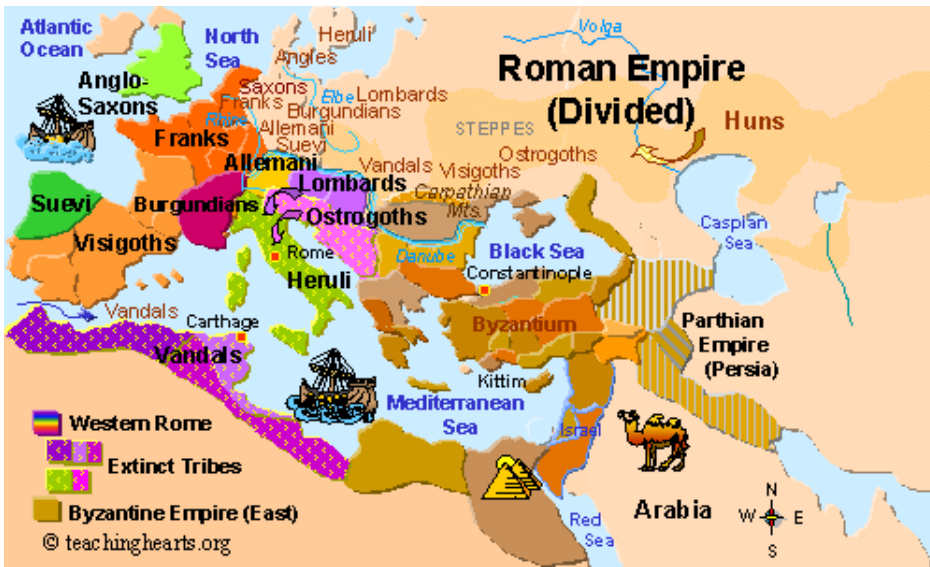 Atlantic
Ocean
North
Sea
Heruli
Angles
Volga
Roman Empire
(Divided)
Anglo-
Saxons
Saxons
Franks
Elbe
Lombards
Burgundians
Rhine
Franks
Allemani
Suevi
STEPPES
Huns
Allemani
Vandals
Visigoths
Ostrogoths
Lombards
Carpathian
Mts.
Suevi
Burgundians
Ostrogoths
Visigoths
Rome
Danube
Black Sea
Caspian
Sea
Heruli
Constantinople
Vandals
Carthage
Byzantium
Parthian
Empire
(Persia)
Vandals
Kittim
Mediterranean
Sea
Israel
Western Rome
Extinct Tribes
Byzantine Empire (East)
© teachinghearts.org
Red
Sea
Arabia
N
W
E
S